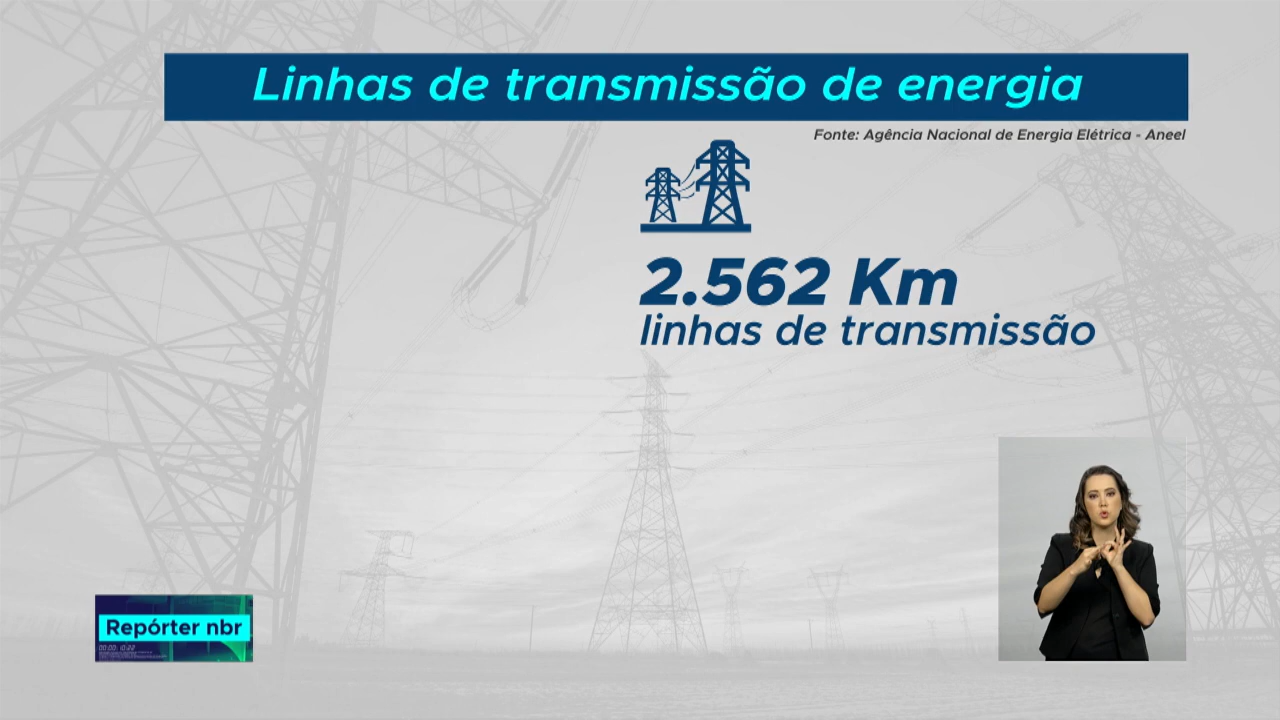 Linhas de transmissão de energia
Fonte: Agência Nacional de Energia Elétrica - Aneel
2.562 Km
linhas de transmissão
Repórter nbr